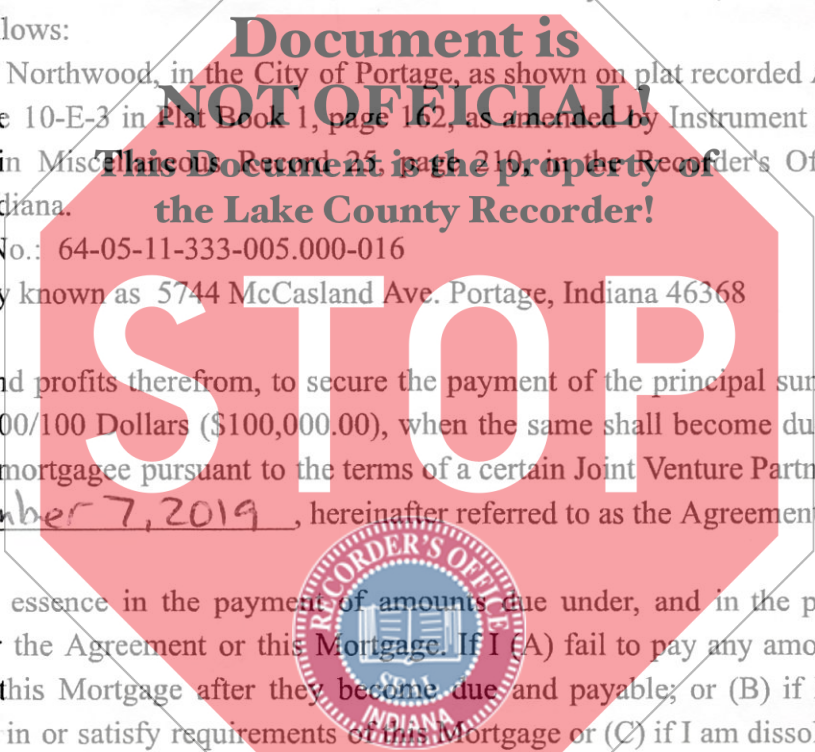 llows:
Document is
Northwood, in the City of Portage, as shown on plat recorded
NOT OFFICIAL!
10-E-3 in Plat Book 1, page 162, as amended by Instrument
This Document is the property of
in Miscellaneous Record 25, page 210, in the Recorder's Of
diana.
the Lake County Recorder!
No.: 64-05-11-333-005.000-016
y known as 5744 McCasland Ave. Portage, Indiana 46368
STOP
nd profits therefrom, to secure the payment of the principal sum
00/100 Dollars ($100,000.00), when the same shall become du
mortgagee pursuant to the terms of a certain Joint Venture Partn
mber 7, 2019, hereinafter referred to as the Agreement
RECORDER'S OFFICE
essence in the payment of amounts due under, and in the p
the Agreement or this Mortgage. If I (A) fail to pay any amo
this Mortgage after they become due and payable; or (B) if
SEAL
INDIANA
in or satisfy requirements of this Mortgage or (C) if I am dissol